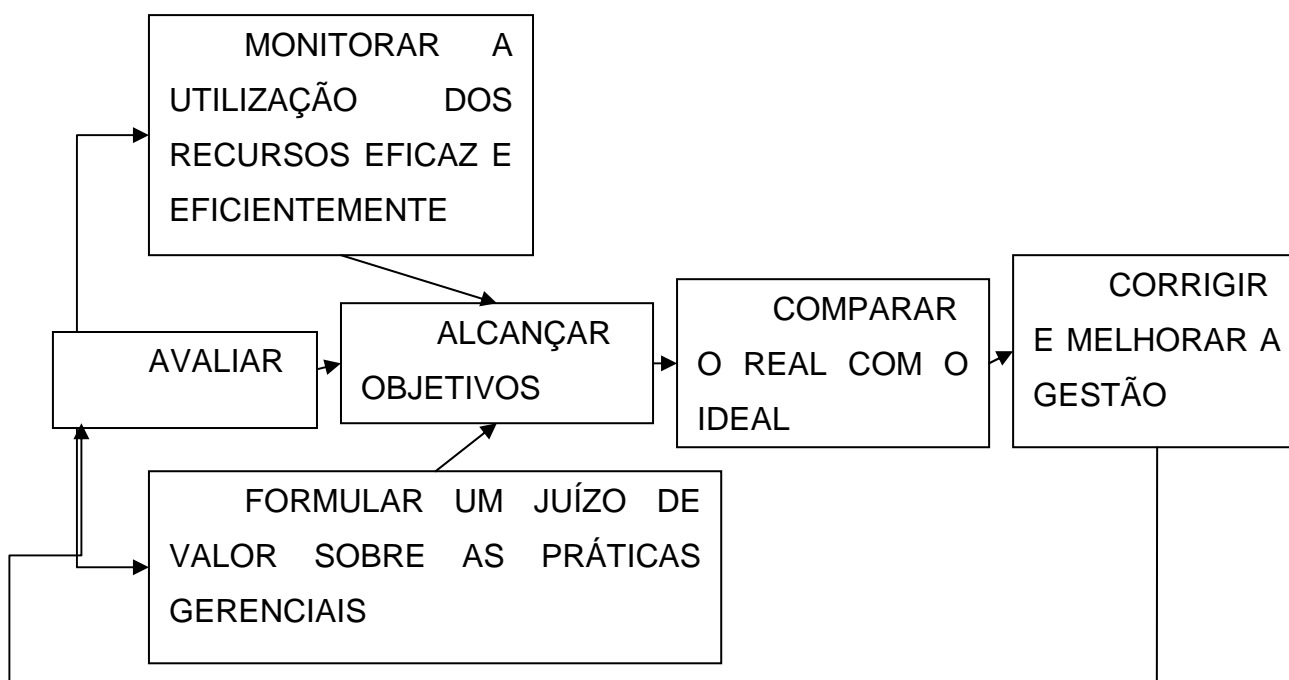 MONITORAR A
UTILIZAÇÃO DOS
RECURSOS EFICAZ E
EFICIENTEMENTE
AVALIAR
ALCANÇAR
OBJETIVOS
COMPARAR
O REAL COM O
IDEAL
CORRIGIR
E MELHORAR A
GESTÃO
FORMULAR UM JUÍZO DE
VALOR SOBRE AS PRÁTICAS
GERENCIAIS